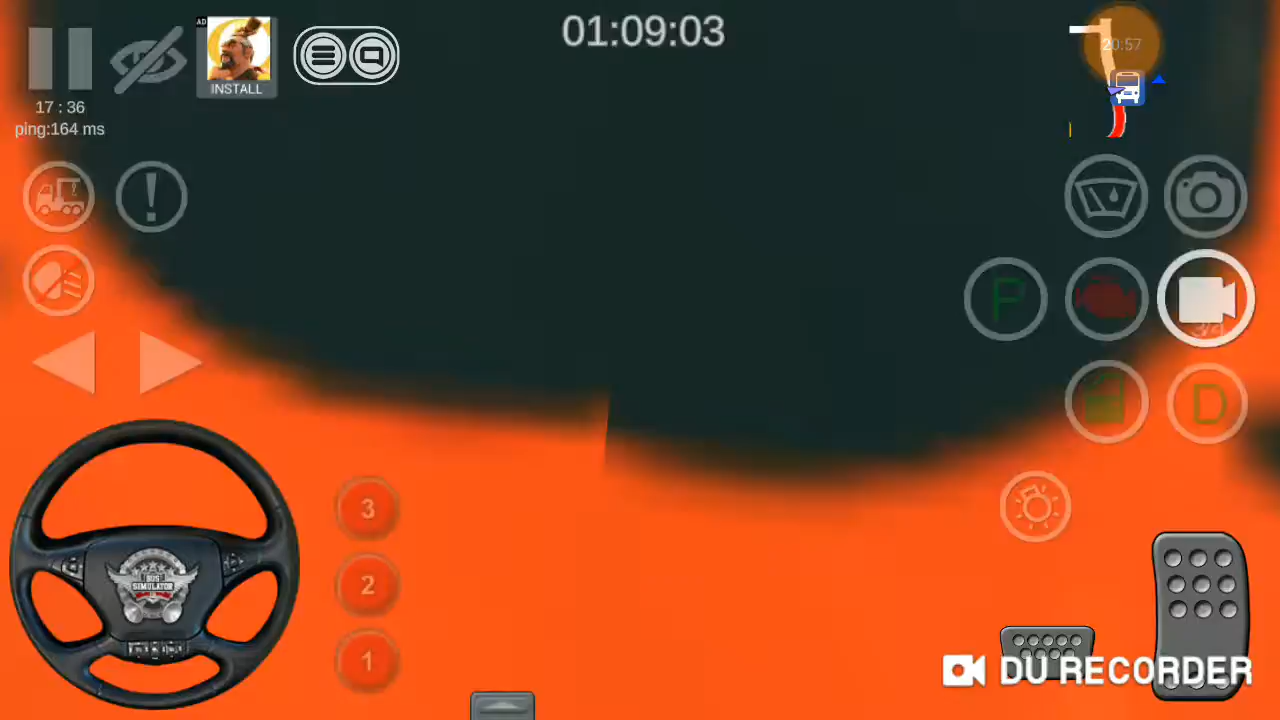 01:09:03
AD
INSTALL
20:57
17 : 36
ping:164 ms
P
D
3
2
1
BUS
SIMULATOR
DU RECORDER